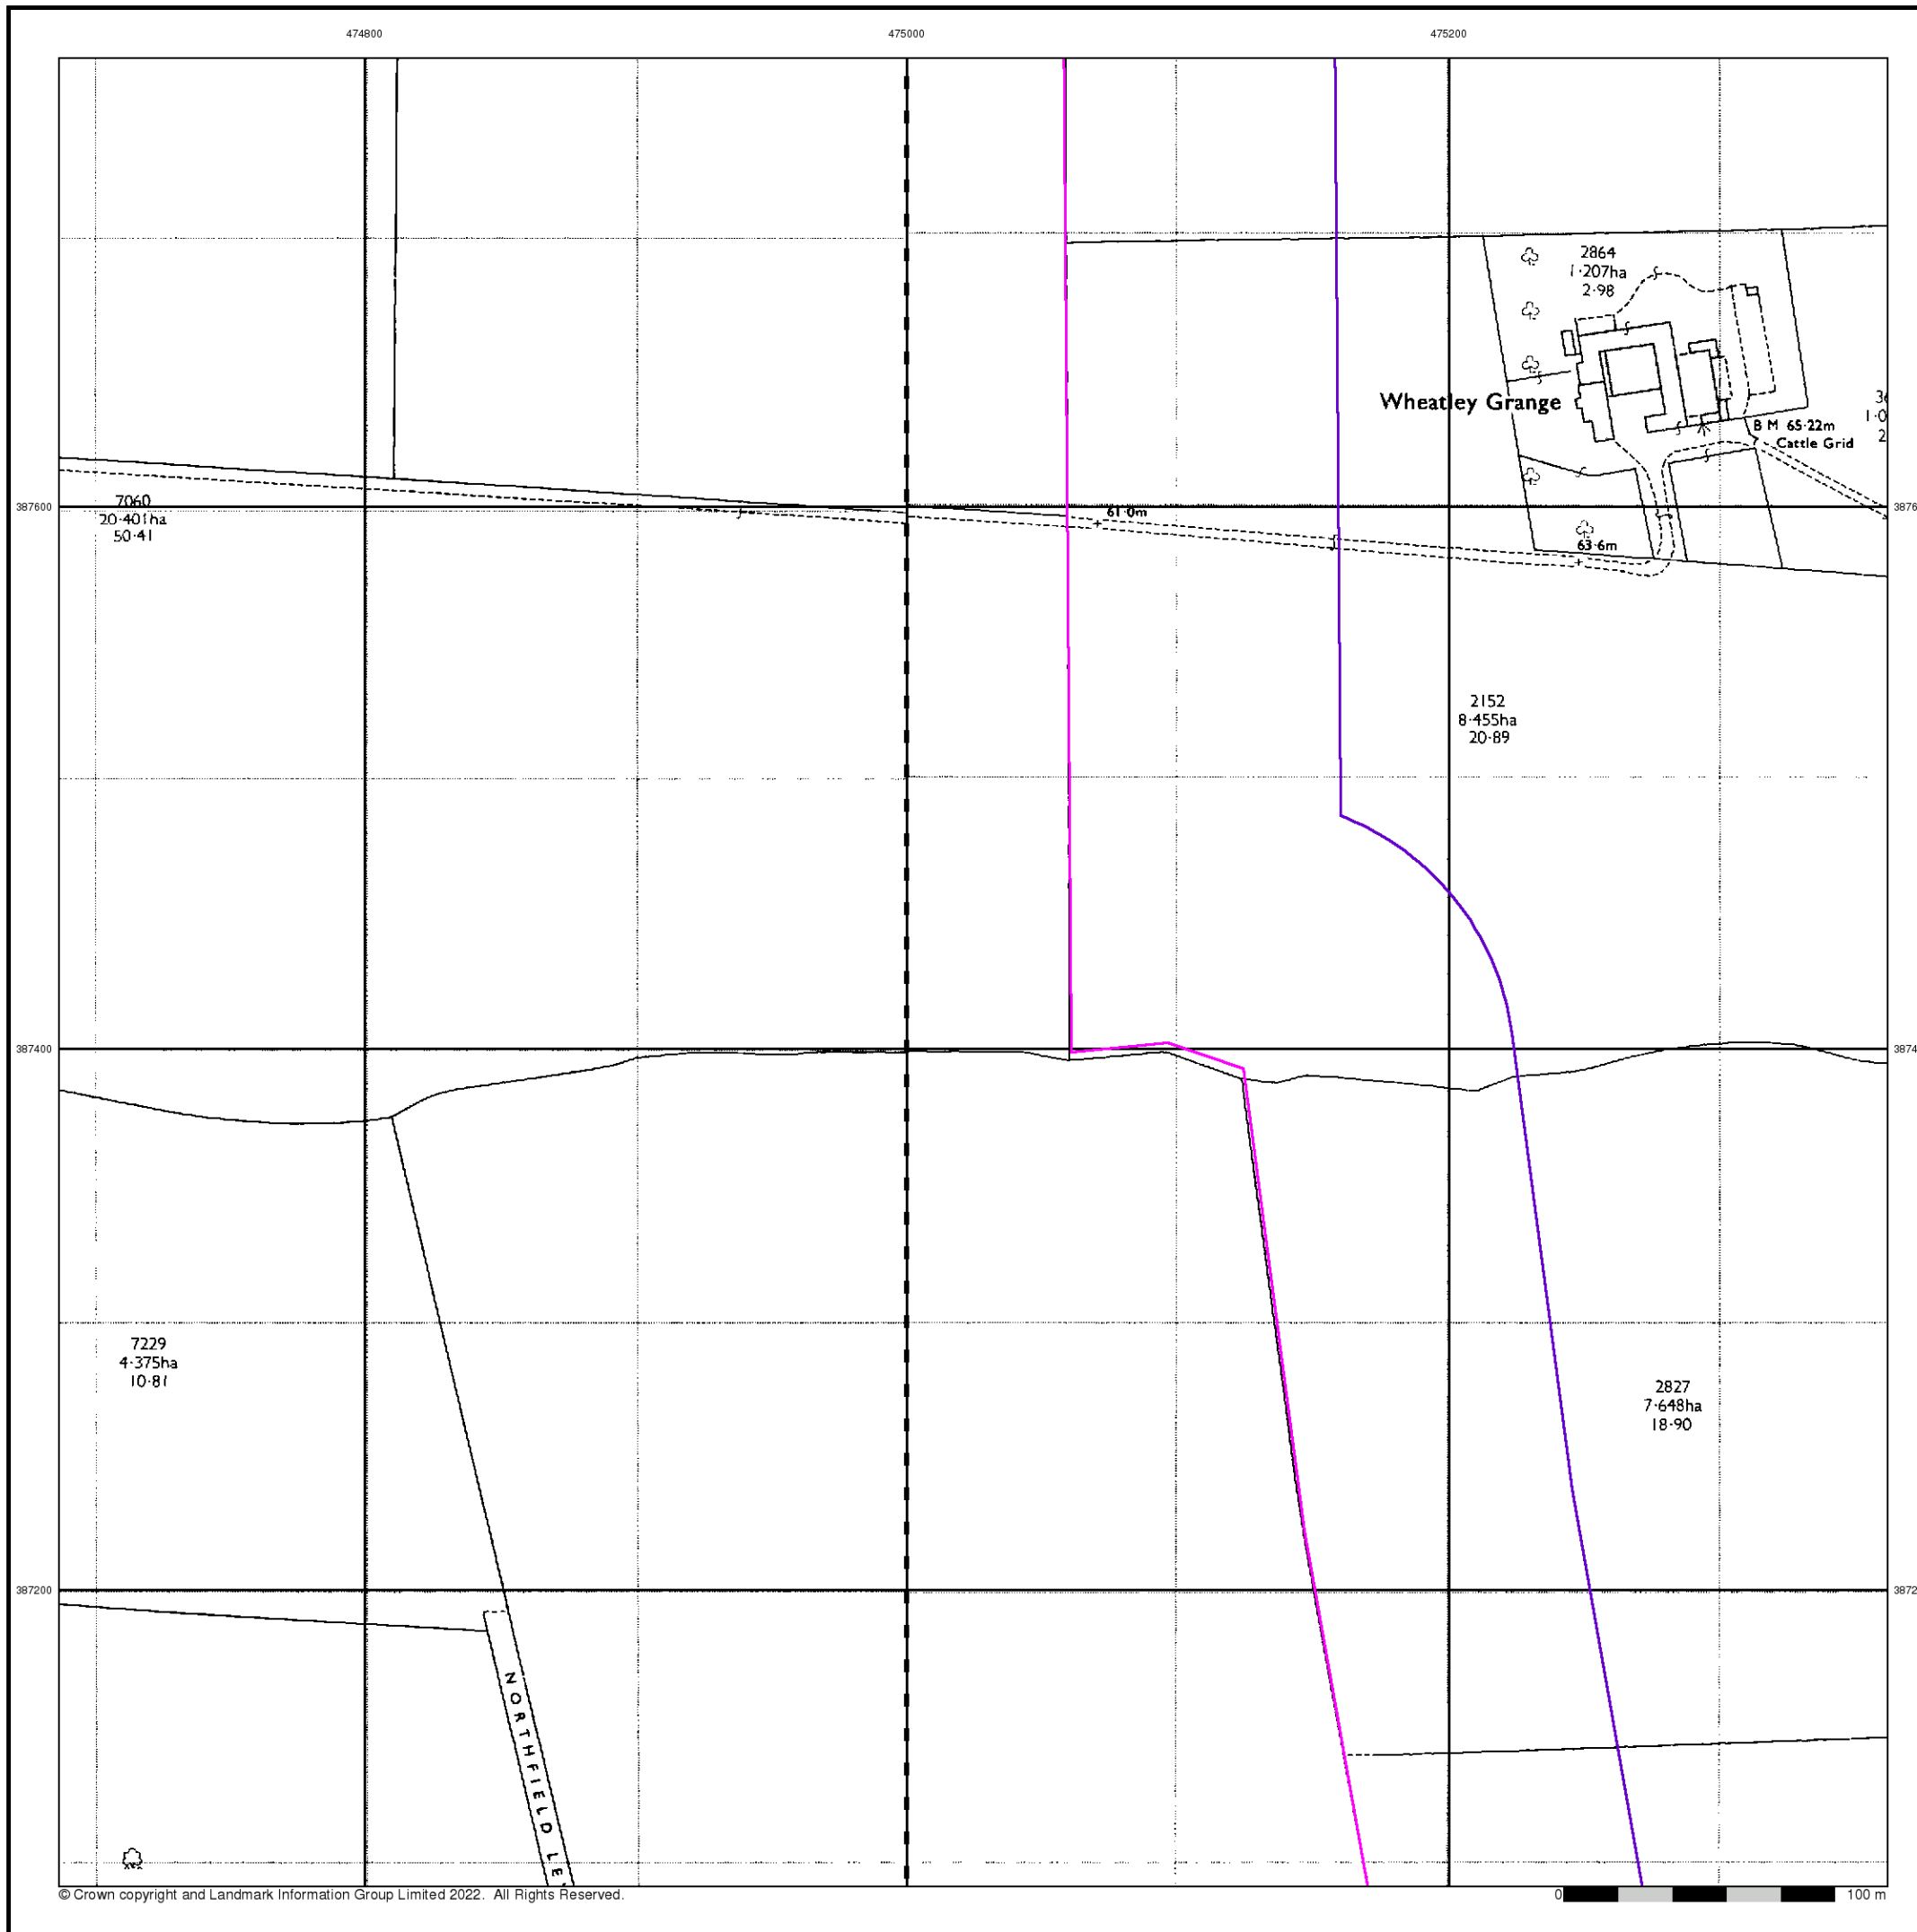 474800
475000
475200
2864
1·207ha
2·98
Wheatley Grange
B M 65·22m
Cattle Grid
7060
20·401ha
50·41
387600
61·0m
63·6m
2152
8·455ha
20·89
387400
7229
4·375ha
10·81
2827
7·648ha
18·90
387200
NORTHFIELD LE
© Crown copyright and Landmark Information Group Limited 2022. All Rights Reserved.
0 100 m